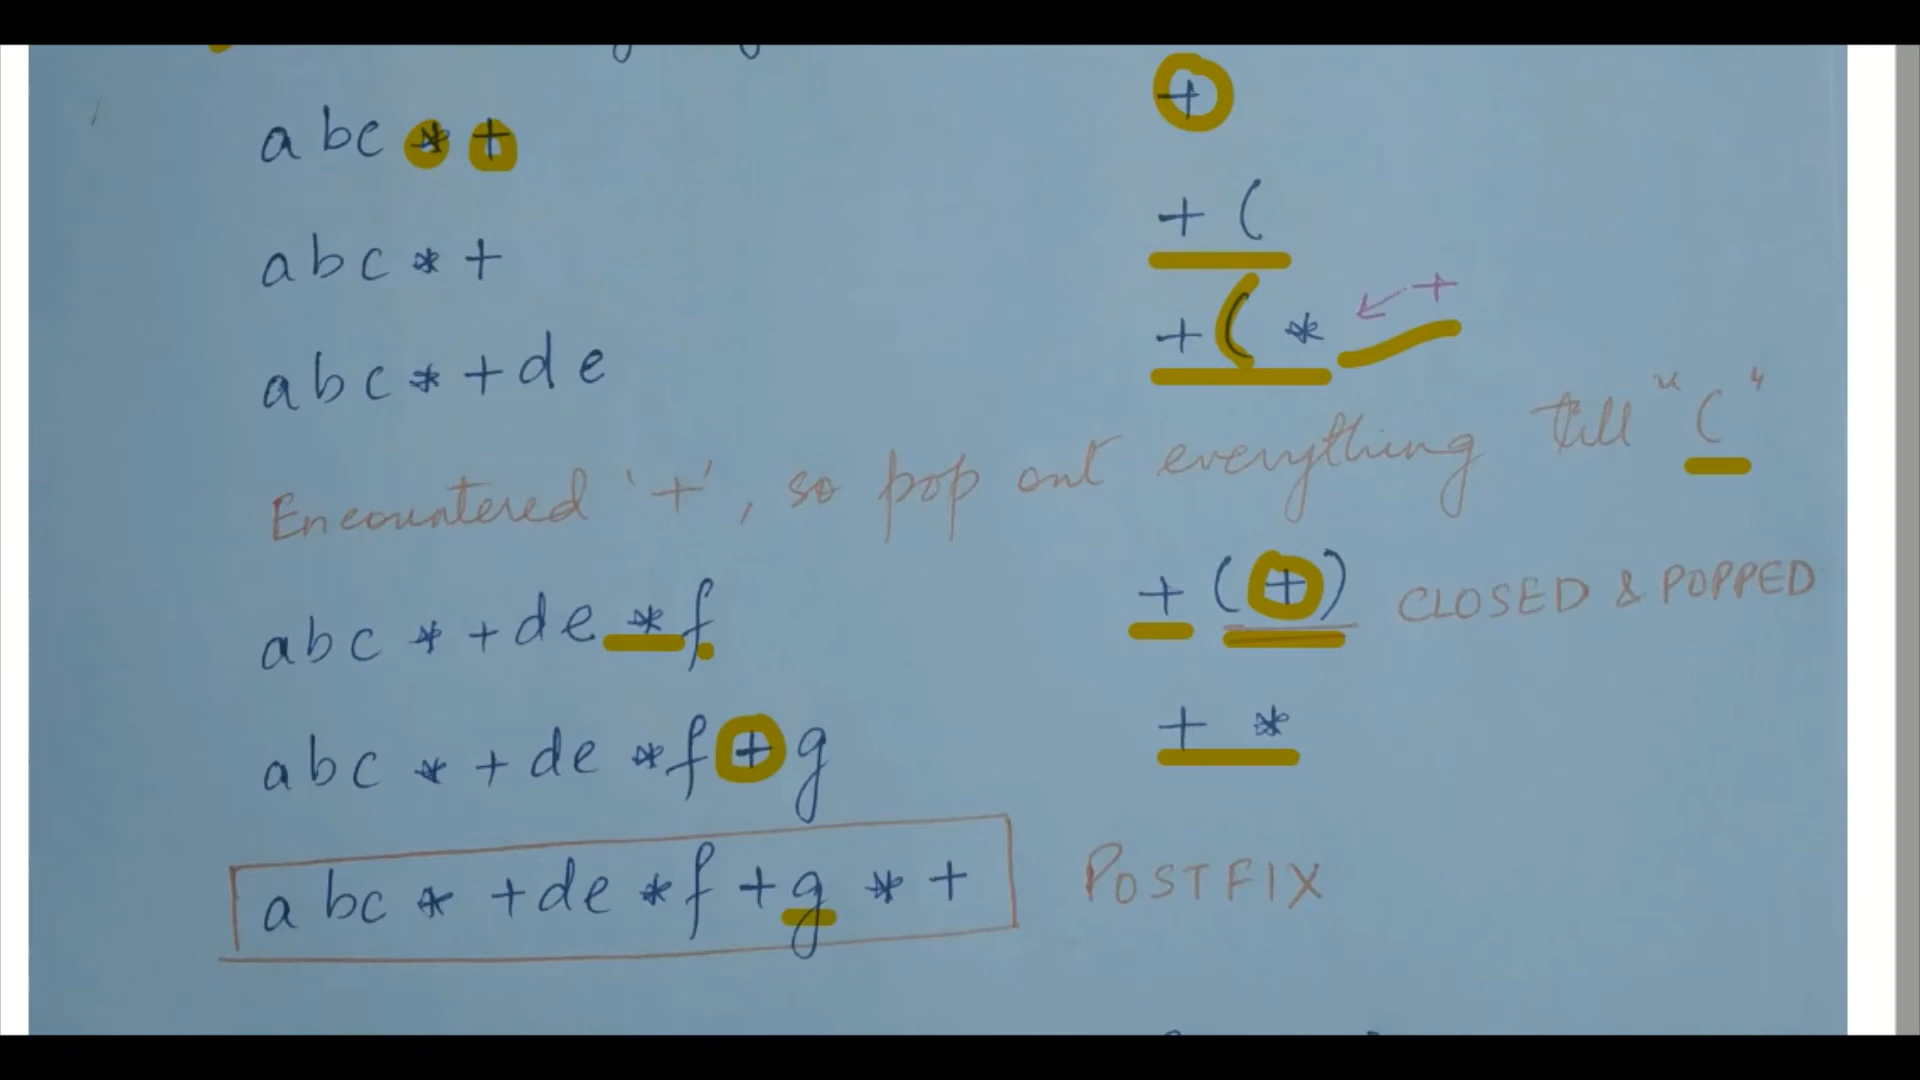 +
abc * +
abc * + + (
+ ( * +
abc * + de
Encountered '+', so pop out everything till "("
abc * + de * f + (+) CLOSED & POPPED
abc * + de * f + g + *
abc * + de * f + g * + POSTFIX